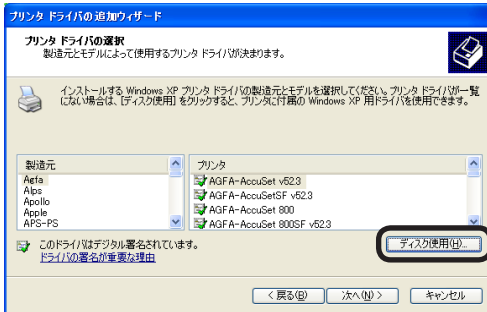 プリンタ ドライバの追加ウィザード
プリンタ ドライバの選択
製造元とモデルによって使用するプリンタ ドライバが決まります。
インストールする Windows XP プリンタ ドライバの製造元とモデルを選択してください。プリンタ ドライバが一覧
にない場合は、[ディスク使用] をクリックすると、プリンタに付属の Windows XP 用ドライバを使用できます。
製造元
プリンタ
Agfa
AGFA-AccuSet v52.3
Alps
AGFA-AccuSetSF v52.3
Apollo
AGFA-AccuSet 800
Apple
AGFA-AccuSet 800SF v52.3
APS-PS
このドライバはデジタル署名されています。
ドライバの署名が重要な理由
ディスク使用(H)...
< 戻る(B)
次へ(N) >
キャンセル